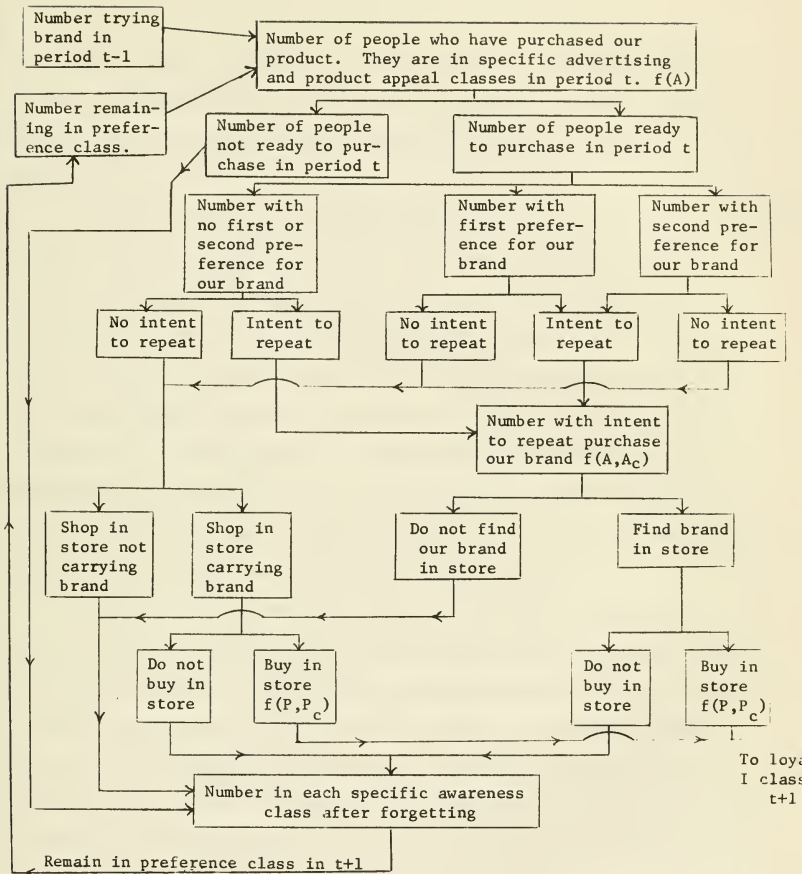 Number trying
brand in
period t-1
Number of people who have purchased our
product. They are in specific advertising
and product appeal classes in period t. f(A)
Number remain-
ing in prefer-
ence class.
Number of people
not ready to pur-
chase in period t
Number of people ready
to purchase in period t
Number with
no first or
second pre-
ference for
our brand
Number with
first prefer-
ence for our
brand
Number with
second pre-
ference for
our brand
No intent
to repeat
Intent to
repeat
No intent
to repeat
Intent to
repeat
No intent
to repeat
Number with intent
to repeat purchase
our brand f(A,Ac)
Shop in
store not
carrying
brand
Shop in
store
carrying
brand
Do not find
our brand
in store
Find brand
in store
Do not
buy in
store
Buy in
store
f(P,Pc)
Do not
buy in
store
Buy in
store
f(P,Pc)
To loya
I class
t+1
Number in each specific awareness
class after forgetting
Remain in preference class in t+1